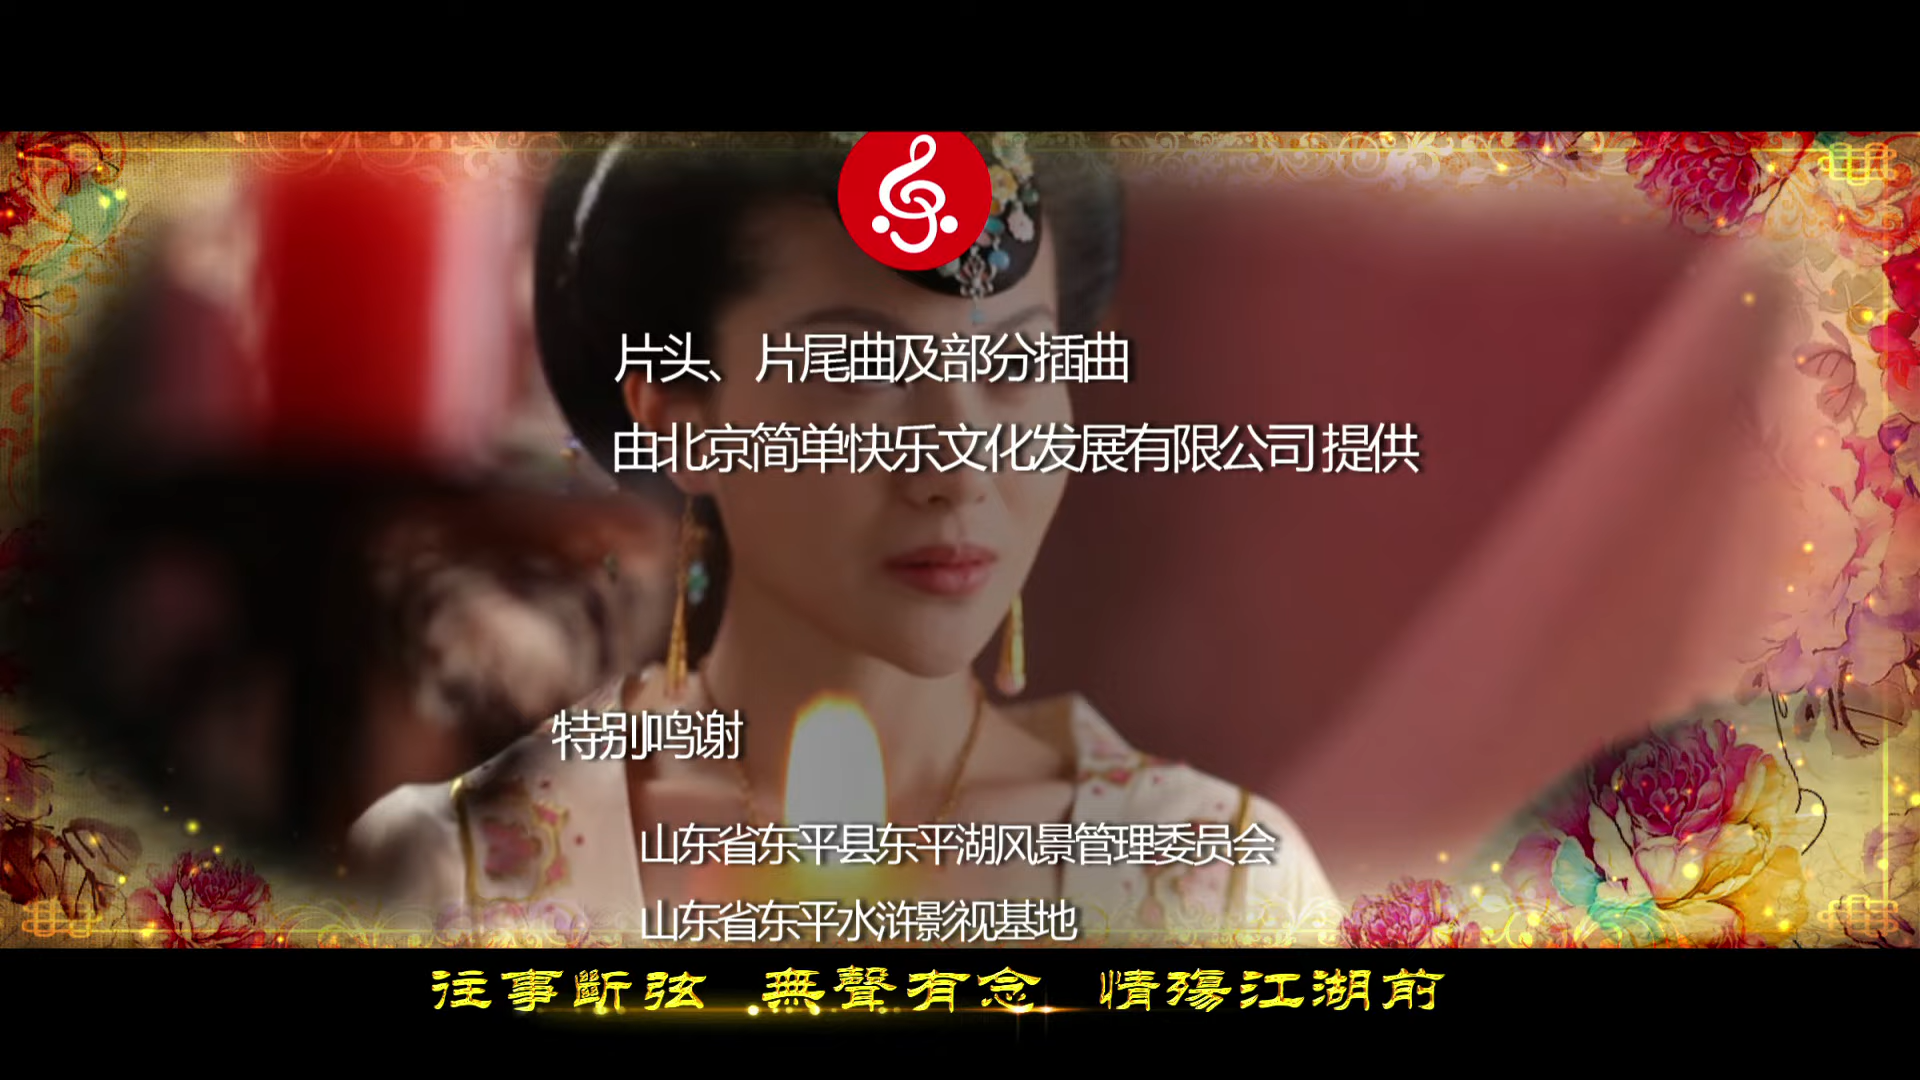 片头、片尾曲及部分插曲
由北京简单快乐文化发展有限公司 提供
特别鸣谢
山东省东平县东平湖风景管理委员会
山东省东平水浒影视基地
往事斷弦 無聲有念 情殤江湖前